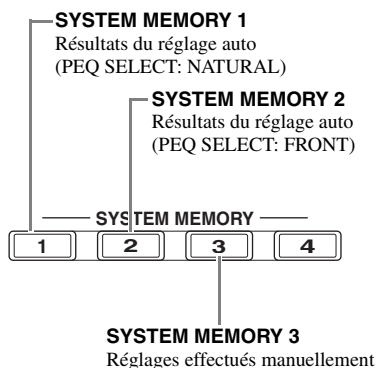 SYSTEM MEMORY 1
Résultats du réglage auto
(PEQ SELECT: NATURAL)
SYSTEM MEMORY 2
Résultats du réglage auto
(PEQ SELECT: FRONT)
SYSTEM MEMORY
1 2 3 4
SYSTEM MEMORY 3
Réglages effectués manuellement